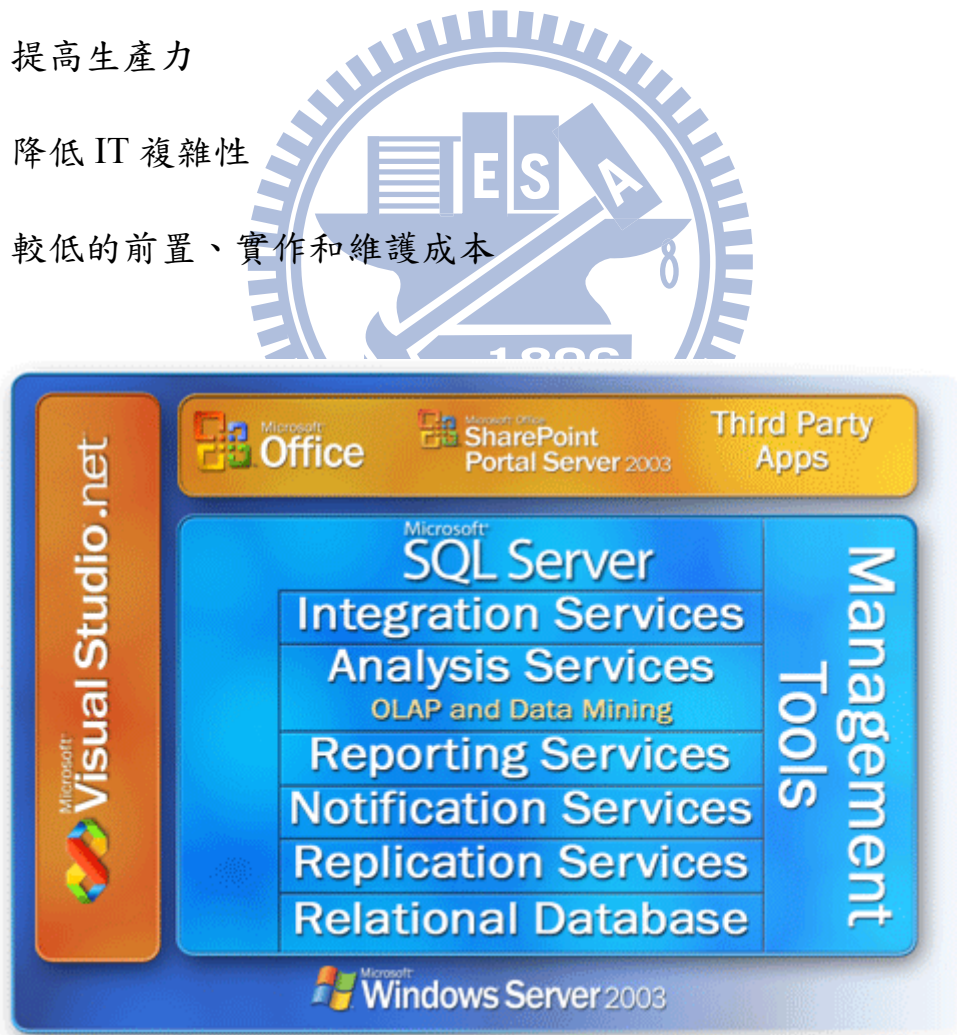 提高生產力
降低 IT 複雜性
較低的前置、實作和維護成本
E S A
8
1896
Microsoft Visual Studio.net
Microsoft Office
Microsoft Office SharePoint Portal Server 2003
Third Party Apps
Microsoft SQL Server
Integration Services
Analysis Services
OLAP and Data Mining
Reporting Services
Notification Services
Replication Services
Relational Database
Management Tools
Microsoft Windows Server 2003